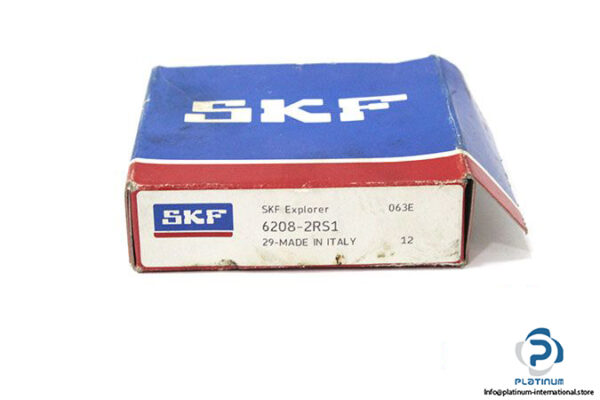 SKF
SKF
SKF Explorer 063E
6208-2RS1
29-MADE IN ITALY 12
PLATINUM
Info@platinum-international.store